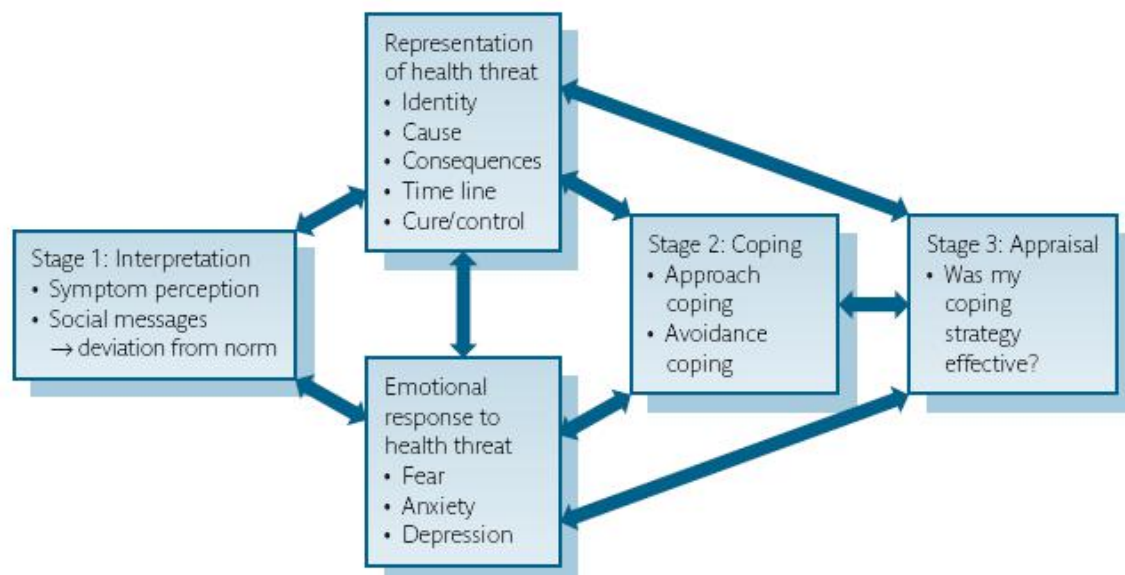 Representation
of health threat
• Identity
• Cause
• Consequences
• Time line
• Cure/control
Stage 1: Interpretation
• Symptom perception
• Social messages
→ deviation from norm
Stage 2: Coping
• Approach
coping
• Avoidance
coping
Stage 3: Appraisal
• Was my
coping
strategy
effective?
Emotional
response to
health threat
• Fear
• Anxiety
• Depression